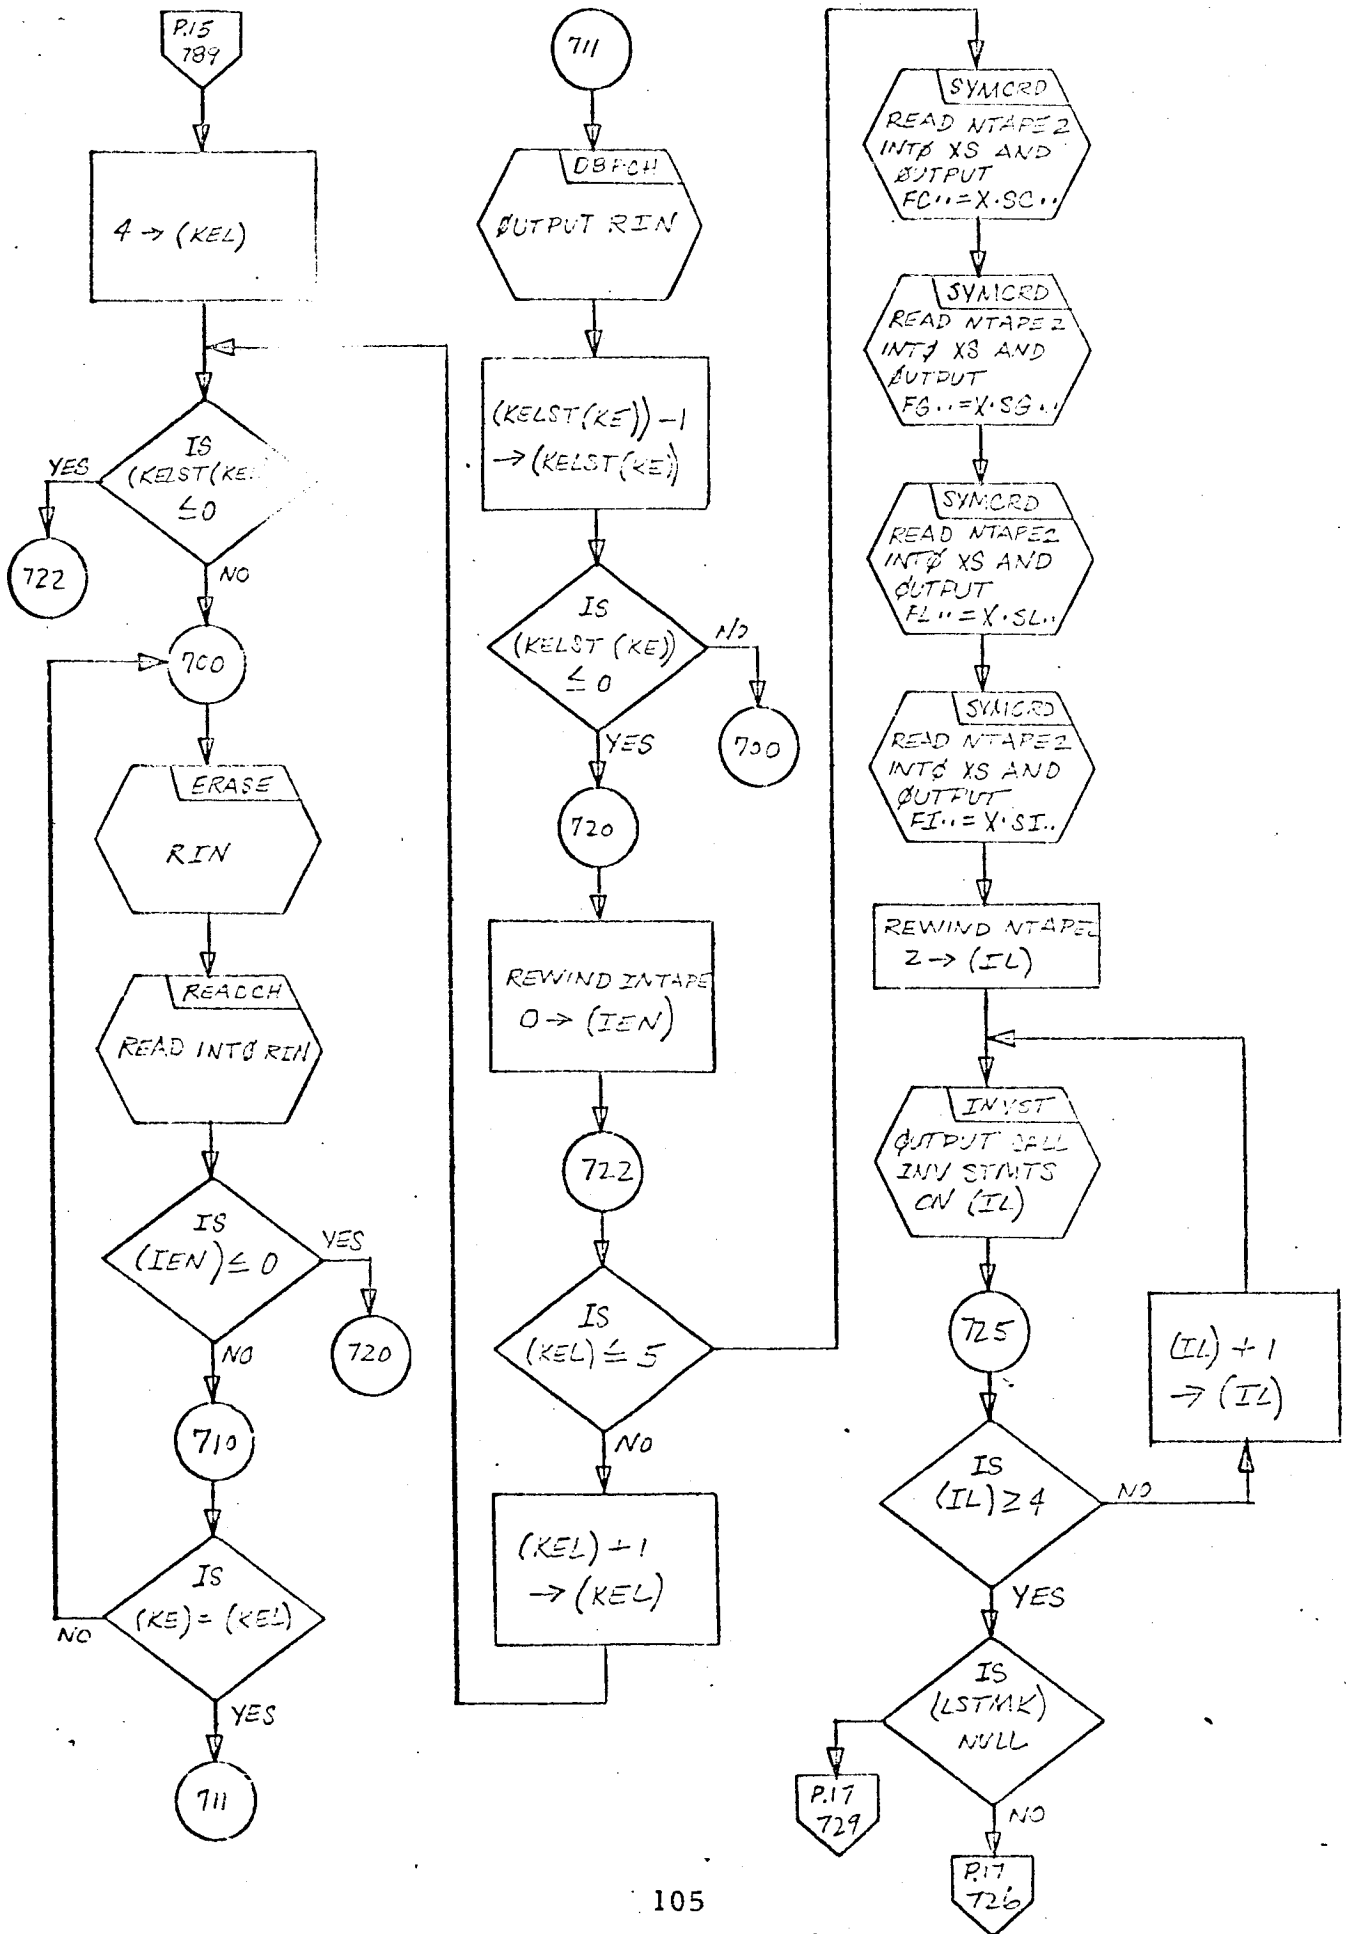 P.15
789
4 → (KEL)
IS
(KELST(KE
≤0
YES
722
NO
700
ERASE
RIN
READCH
READ INTØ RIN
IS
(IEN) ≤ 0
YES
720
NO
710
IS
(KE) = (KEL)
NO
YES
711
711
DBPCH
ØUTPUT RIN
(KELST(KE)) -1
→ (KELST(KE))
IS
(KELST (KE))
≤ 0
NO
700
YES
720
REWIND INTAPE
0 → (IEN)
722
IS
(KEL) ≤ 5
NO
(KEL) + 1
→ (KEL)
SYMCRD
READ NTAPE2
INTØ XS AND
ØUTPUT
FC.. = X·SC..
SYMCRD
READ NTAPE2
INTØ XS AND
ØUTPUT
FG.. = X·SG..
SYMCRD
READ NTAPE2
INTØ XS AND
ØUTPUT
FL.. = X·SL..
SYMCRD
READ NTAPE2
INTØ XS AND
ØUTPUT
FI.. = X·SI..
REWIND NTAPE2
2 → (IL)
INVST
ØUTPUT CALL
INV STMTS
ON (IL)
725
(IL) + 1
→ (IL)
IS
(IL) ≥ 4
NO
YES
IS
(LSTMK)
NULL
P.17
729
NO
P.17
726
105